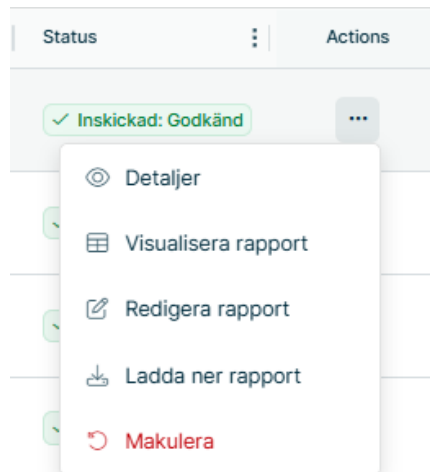 Status
Actions
Inskickad: Godkänd
Detaljer
Visualisera rapport
Redigera rapport
Ladda ner rapport
Makulera